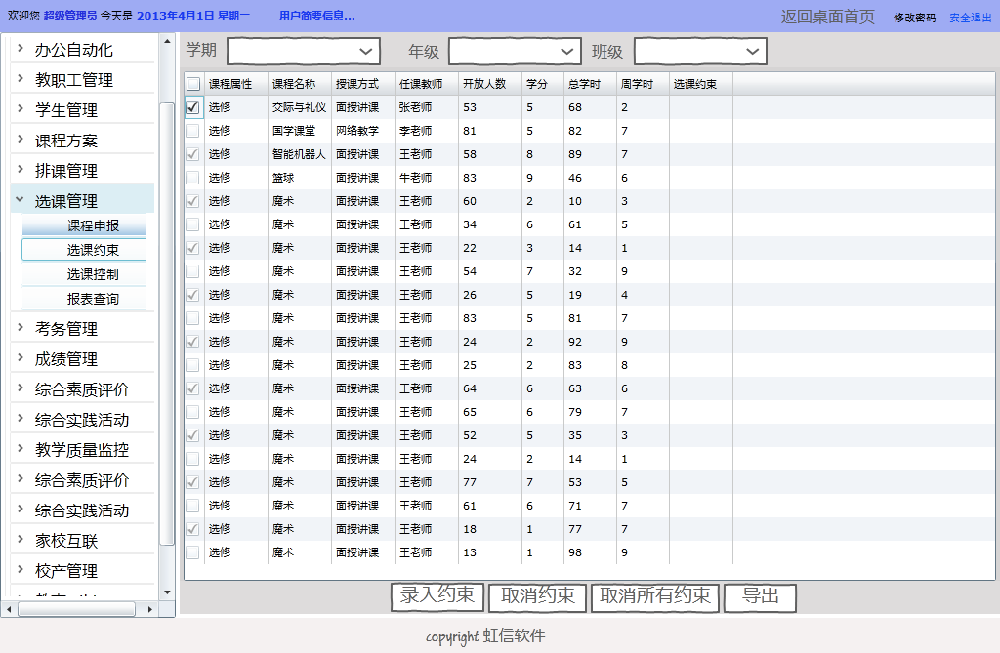 欢迎您 超级管理员 今天是 2013年4月1日 星期一 用户简要信息... 返回桌面首页 修改密码 安全退出
办公自动化
教职工管理
学生管理
课程方案
排课管理
选课管理
课程申报
选课约束
选课控制
报表查询
考务管理
成绩管理
综合素质评价
综合实践活动
教学质量监控
综合素质评价
综合实践活动
家校互联
校产管理
学期 年级 班级
课程属性 课程名称 授课方式 任课教师 开放人数 学分 总学时 周学时 选课约束
选修 交际与礼仪 面授讲课 张老师 53 5 68 2
选修 国学课堂 网络教学 李老师 81 5 82 7
选修 智能机器人 面授讲课 王老师 58 8 89 7
选修 篮球 面授讲课 牛老师 83 9 46 6
选修 魔术 面授讲课 王老师 60 2 10 3
选修 魔术 面授讲课 王老师 34 6 61 5
选修 魔术 面授讲课 王老师 22 3 14 1
选修 魔术 面授讲课 王老师 54 7 32 9
选修 魔术 面授讲课 王老师 26 5 19 4
选修 魔术 面授讲课 王老师 83 5 81 7
选修 魔术 面授讲课 王老师 24 2 92 9
选修 魔术 面授讲课 王老师 25 2 83 8
选修 魔术 面授讲课 王老师 64 6 63 6
选修 魔术 面授讲课 王老师 65 6 79 7
选修 魔术 面授讲课 王老师 52 5 35 3
选修 魔术 面授讲课 王老师 24 2 14 1
选修 魔术 面授讲课 王老师 77 7 53 5
选修 魔术 面授讲课 王老师 61 6 71 7
选修 魔术 面授讲课 王老师 18 1 77 7
选修 魔术 面授讲课 王老师 13 1 98 9
录入约束 取消约束 取消所有约束 导出
copyright 虹信软件